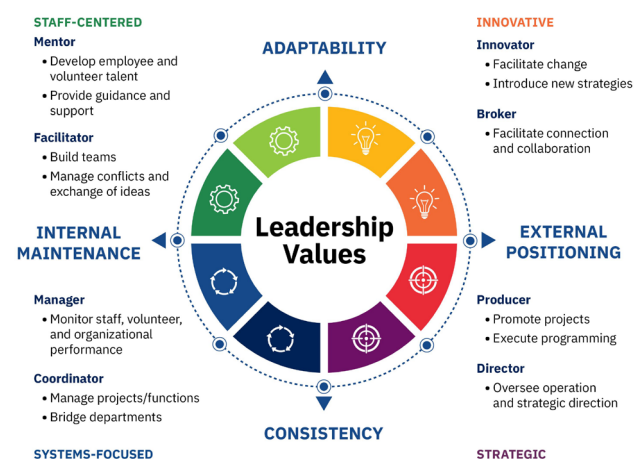 STAFF-CENTERED
Mentor
• Develop employee and
volunteer talent
• Provide guidance and
support
Facilitator
• Build teams
• Manage conflicts and
exchange of ideas
ADAPTABILITY
INNOVATIVE
Innovator
• Facilitate change
• Introduce new strategies
Broker
• Facilitate connection
and collaboration
INTERNAL
MAINTENANCE
Leadership
Values
EXTERNAL
POSITIONING
Manager
• Monitor staff, volunteer,
and organizational
performance
Coordinator
• Manage projects/functions
• Bridge departments
SYSTEMS-FOCUSED
CONSISTENCY
Producer
• Promote projects
• Execute programming
Director
• Oversee operation
and strategic direction
STRATEGIC